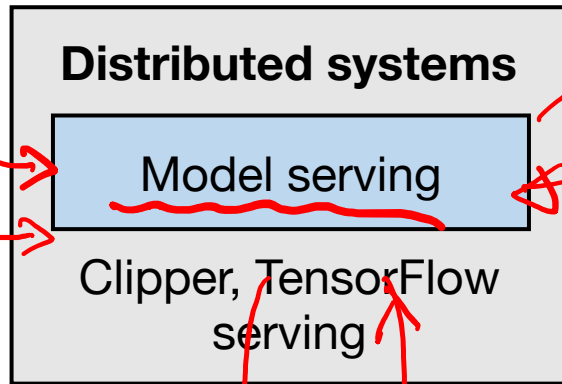 Distributed systems
Model serving
Clipper, TensorFlow
serving